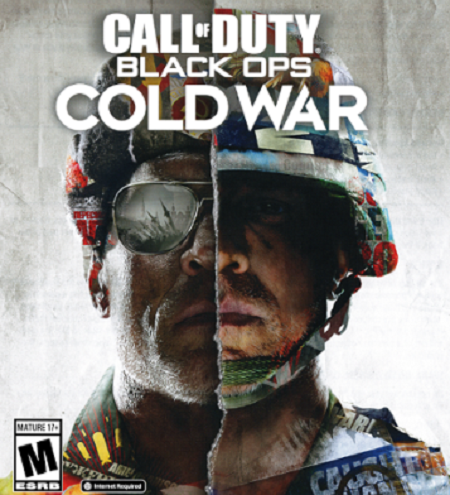 CALL OF DUTY
BLACK OPS
COLD WAR
MATURE 17+
M
ESRB
Internet Required